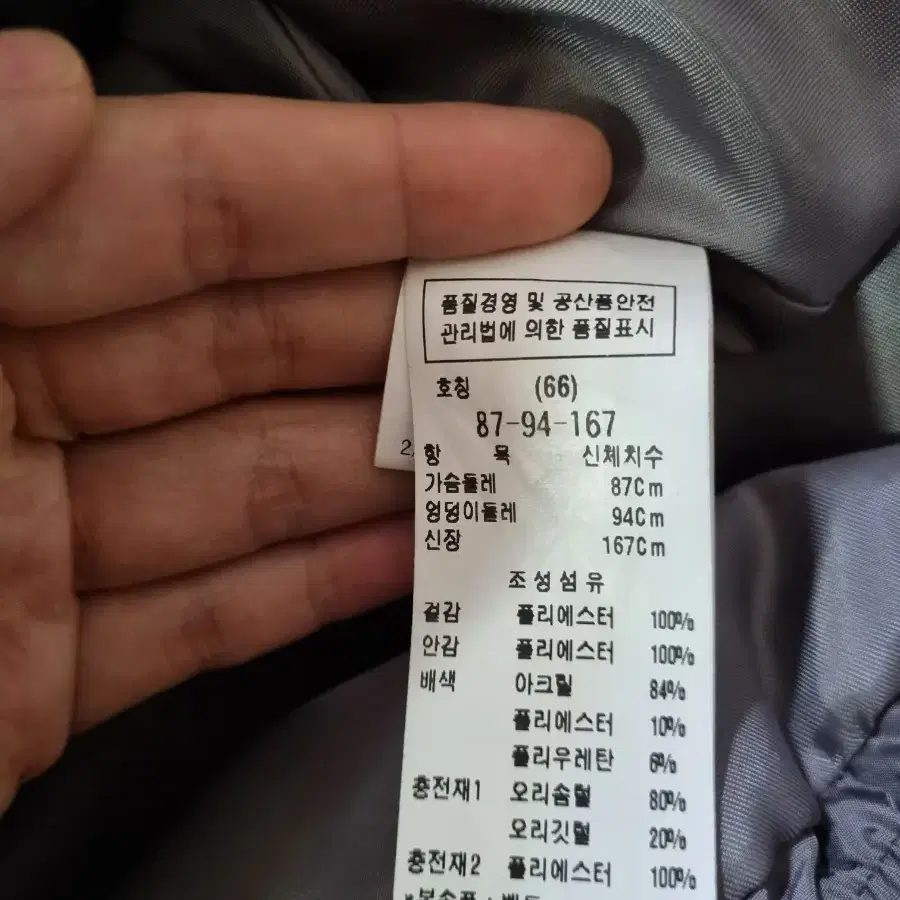 품질경영 및 공산품안전
관리법에 의한 품질표시
호칭 (66)
87-94-167
항 목 신체치수
가슴둘레 87Cm
엉덩이둘레 94Cm
신장 167Cm
조성섬유
겉감 폴리에스터 100%
안감 폴리에스터 100%
배색 아크릴 84%
폴리에스터 10%
폴리우레탄 6%
충전재1 오리솜털 80%
오리깃털 20%
충전재2 폴리에스터 100%